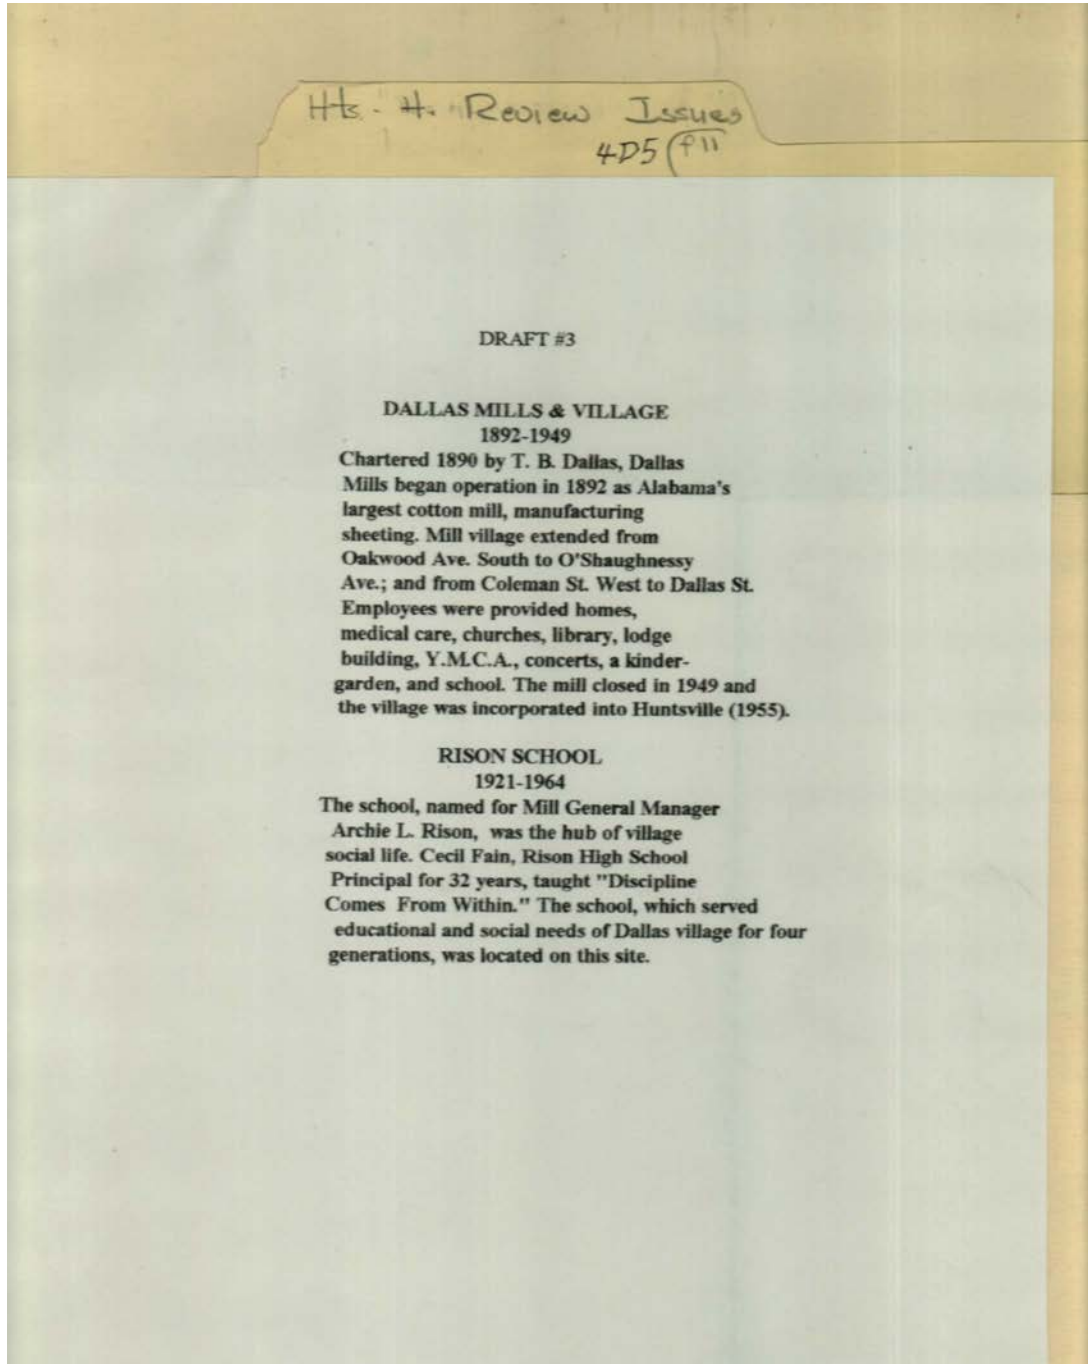 Hts. H. Review Issues
4D5 f11
DRAFT #3
DALLAS MILLS & VILLAGE
1892-1949
Chartered 1890 by T. B. Dallas, Dallas
Mills began operation in 1892 as Alabama's
largest cotton mill, manufacturing
sheeting. Mill village extended from
Oakwood Ave. South to O'Shaughnessy
Ave.; and from Coleman St. West to Dallas St.
Employees were provided homes,
medical care, churches, library, lodge
building, Y.M.C.A., concerts, a kinder-
garden, and school. The mill closed in 1949 and
the village was incorporated into Huntsville (1955).
RISON SCHOOL
1921-1964
The school, named for Mill General Manager
Archie L. Rison, was the hub of village
social life. Cecil Fain, Rison High School
Principal for 32 years, taught "Discipline
Comes From Within." The school, which served
educational and social needs of Dallas village for four
generations, was located on this site.